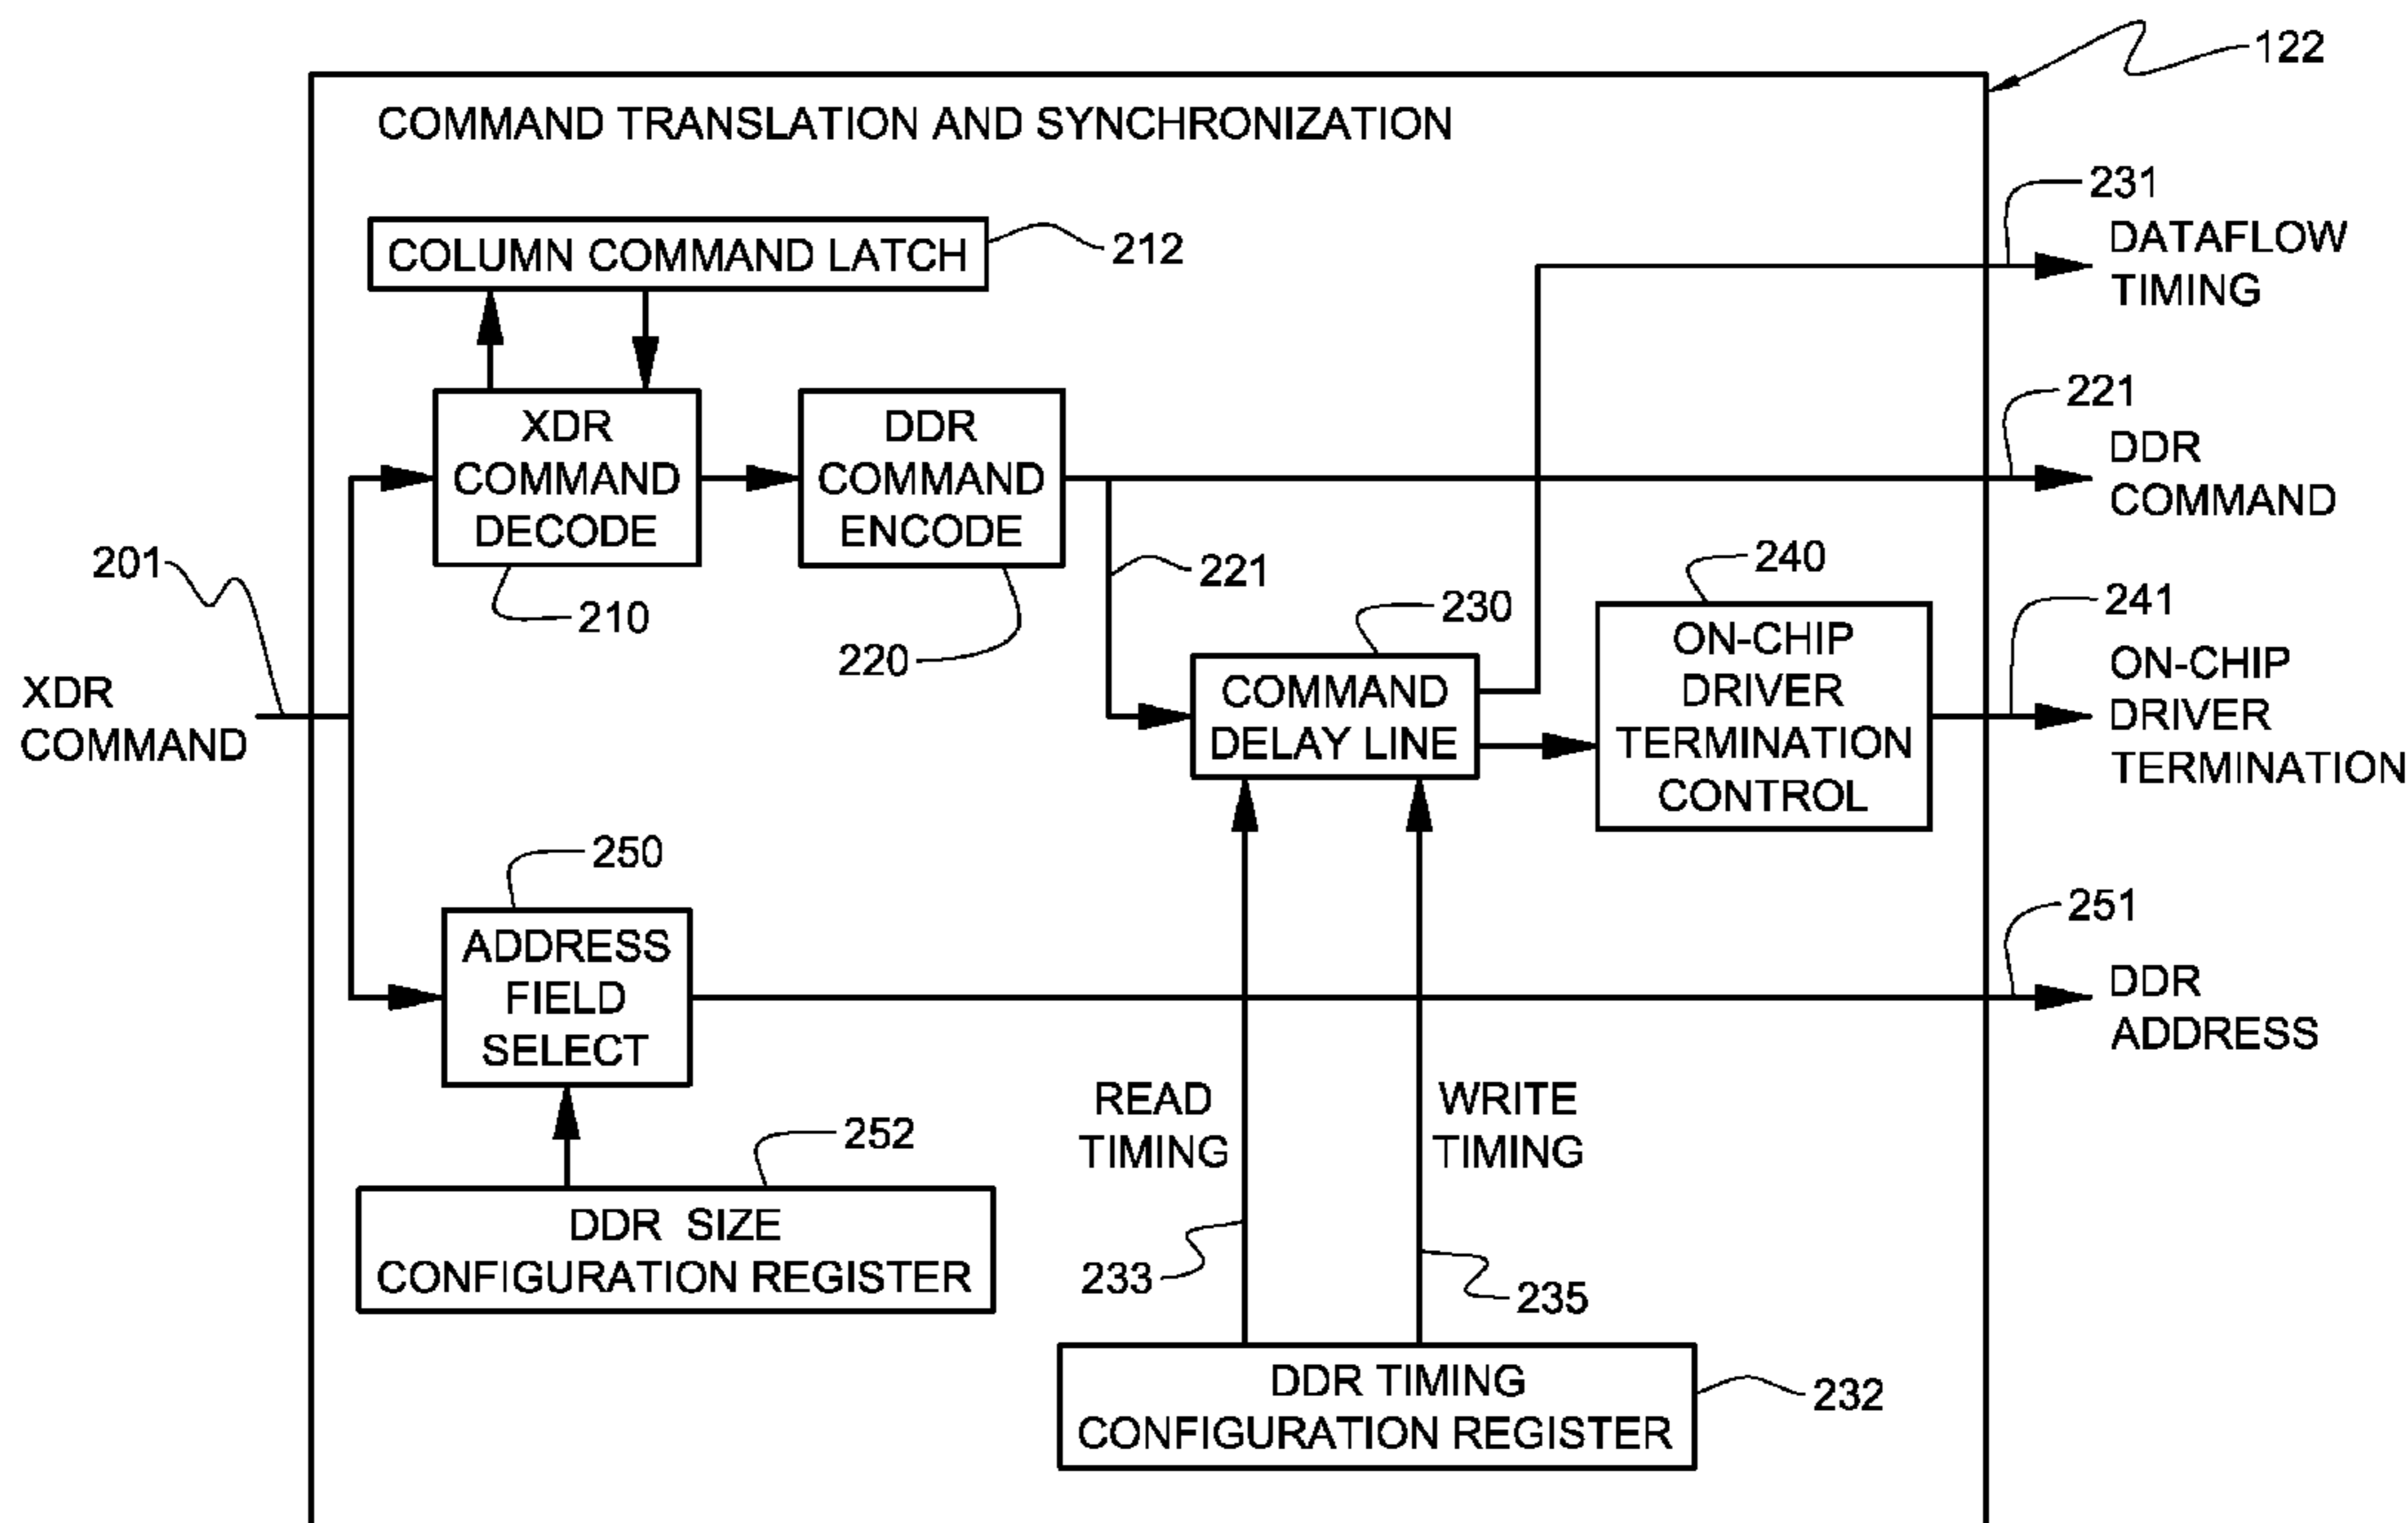 122
COMMAND TRANSLATION AND SYNCHRONIZATION
231
DATAFLOW
TIMING
COLUMN COMMAND LATCH
212
221
DDR
COMMAND
XDR
COMMAND
DECODE
DDR
COMMAND
ENCODE
201
210
220
221
230
240
241
XDR
COMMAND
COMMAND
DELAY LINE
ON-CHIP
DRIVER
TERMINATION
CONTROL
ON-CHIP
DRIVER
TERMINATION
250
251
ADDRESS
FIELD
SELECT
DDR
ADDRESS
READ
TIMING
WRITE
TIMING
252
DDR SIZE
CONFIGURATION REGISTER
233
235
DDR TIMING
CONFIGURATION REGISTER
232